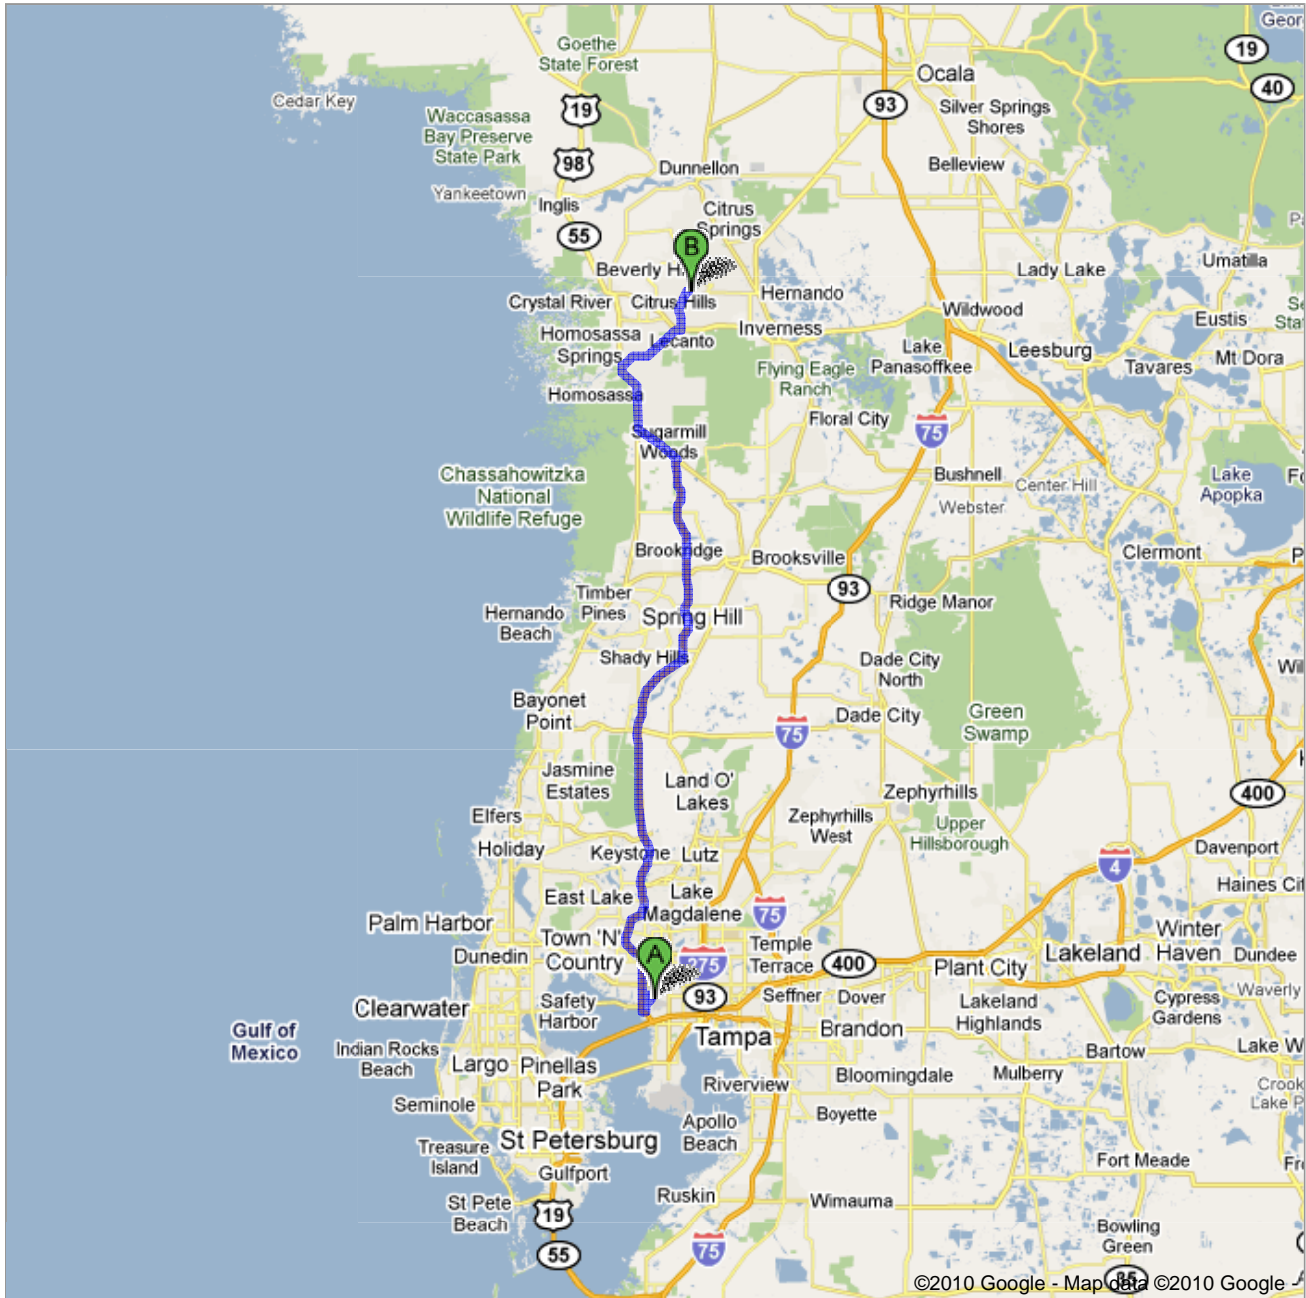 Geor
Goethe
State Forest
19
Ocala
40
Cedar Key
93
Silver Springs
Shores
19
Waccasassa
Bay Preserve
State Park
98
Dunnellon
Belleview
Yankeetown
Inglis
Citrus
Springs
55
B
Beverly H
Lady Lake
Umatilla
Crystal River
Citrus Hills
Hernando
Wildwood
Eustis
Homosassa
Springs
Lecanto
Inverness
Lake
Panasoffkee
Leesburg
Mt Dora
Tavares
Flying Eagle
Ranch
Homosassa
Floral City
Sugarmill
Woods
75
Chassahowitzka
National
Wildlife Refuge
Bushnell
Center Hill
Lake
Apopka
Webster
Brookridge
Brooksville
Clermont
Timber
Pines
93
Ridge Manor
Hernando
Beach
Spring Hill
Shady Hills
Dade City
North
Bayonet
Point
Dade City
Green
Swamp
75
Jasmine
Estates
Land O'
Lakes
Zephyrhills
400
Elfers
Zephyrhills
West
Upper
Hillsborough
Holiday
Keystone
Lutz
4
Davenport
East Lake
Lake
Magdalene
75
Haines Cit
Palm Harbor
Town 'N'
Country
Temple
Terrace
Winter
Haven
Dunedin
A
275
400
Plant City
Lakeland
Dundee
Clearwater
Safety
Harbor
93
Seffner
Dover
Lakeland
Highlands
Cypress
Gardens
Waverly
Gulf of
Mexico
Tampa
Brandon
Indian Rocks
Beach
Largo
Pinellas
Park
Bartow
Lake W
Riverview
Bloomingdale
Mulberry
Crook
Lake P
Seminole
Apollo
Beach
Boyette
Treasure
Island
St Petersburg
Gulfport
Fort Meade
St Pete
Beach
19
Ruskin
Wimauma
55
75
Bowling
Green
©2010 Google - Map data ©2010 Google -